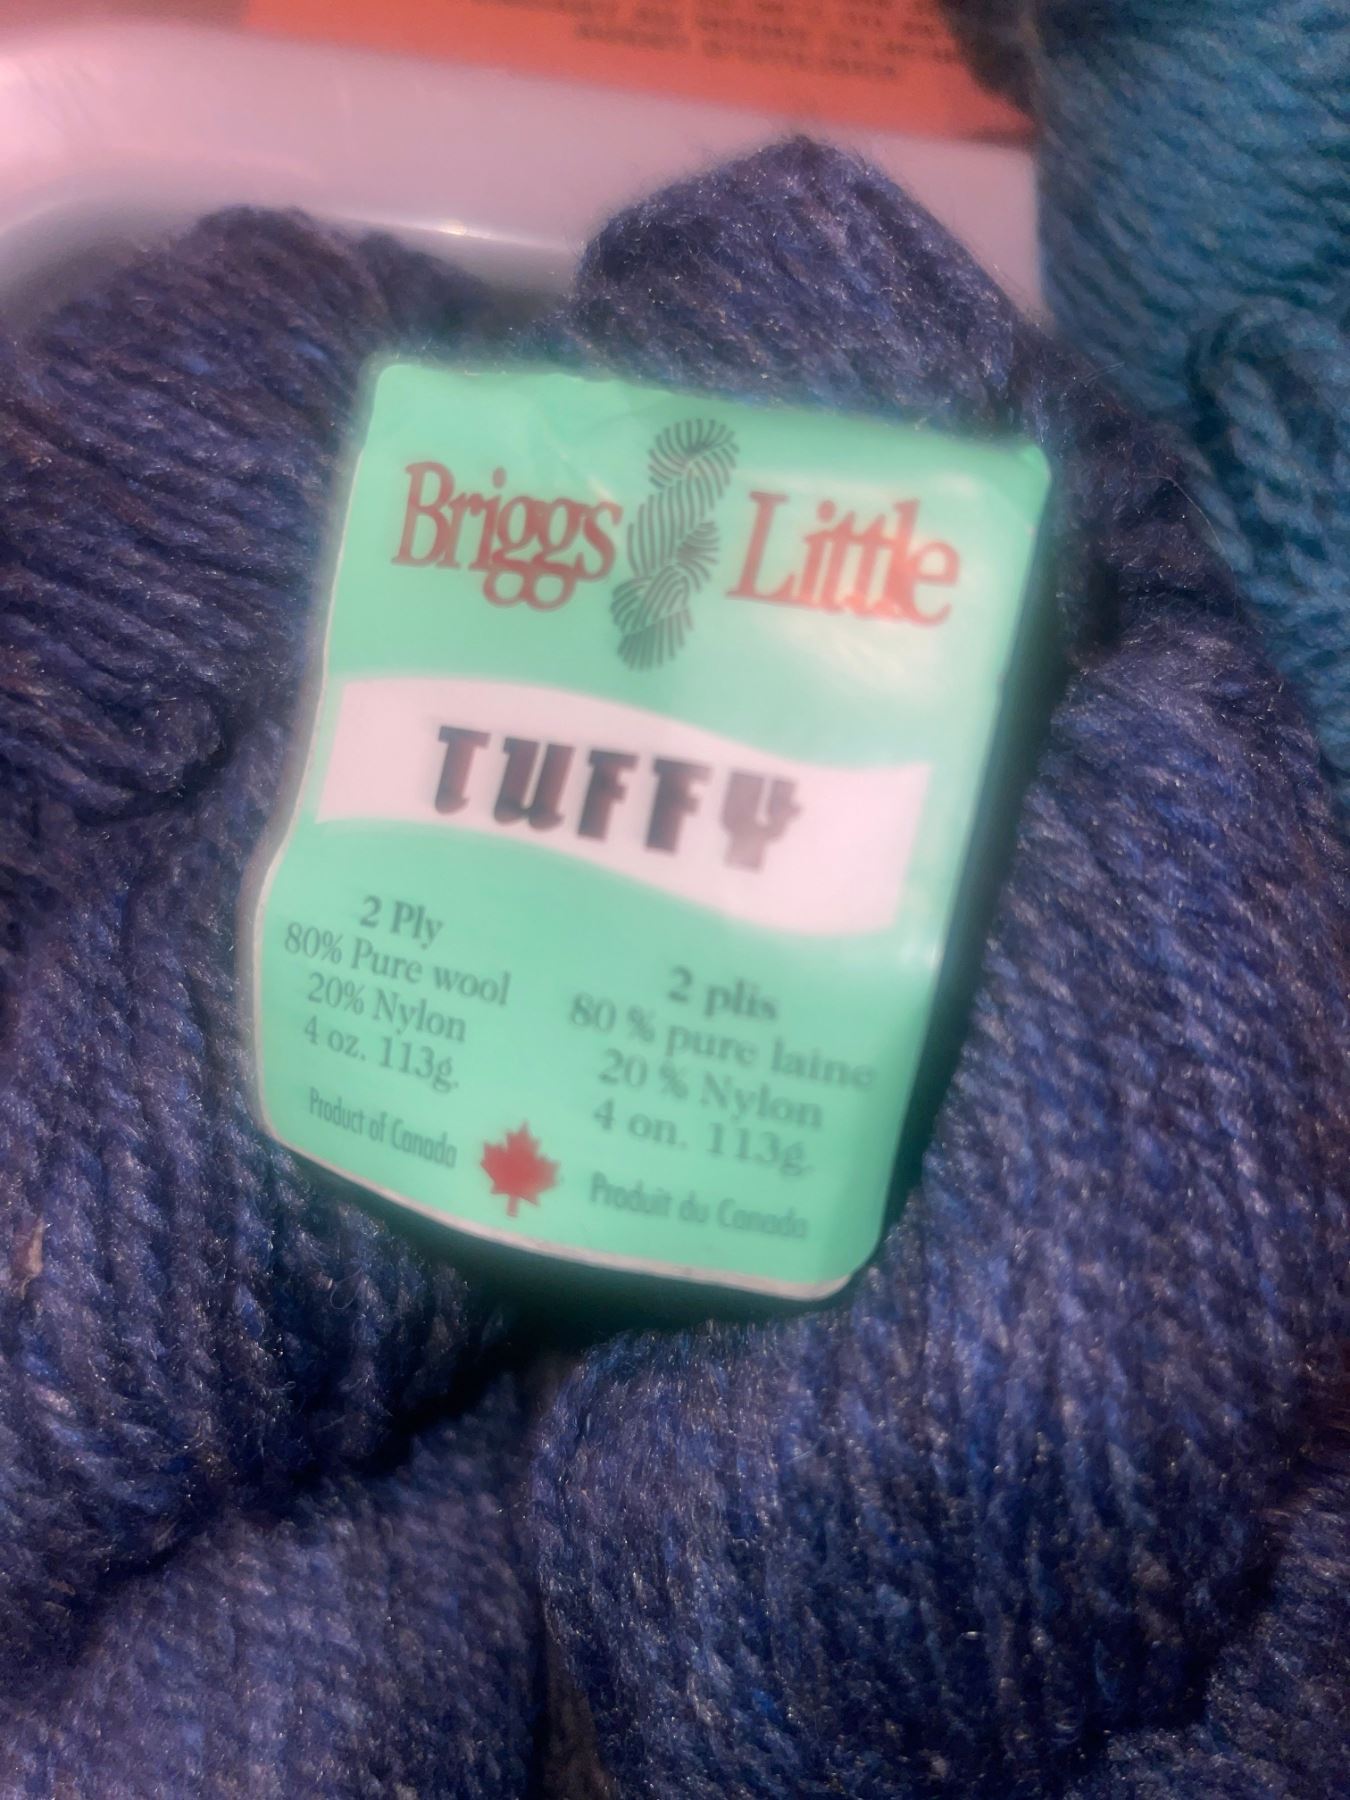 Briggs Little
TUFFY
2 Ply
80% Pure wool
20% Nylon
4 oz. 113g.
Product of Canada
2 plis
80 % pure laine
20 % Nylon
4 on. 113g.
Produit du Canada